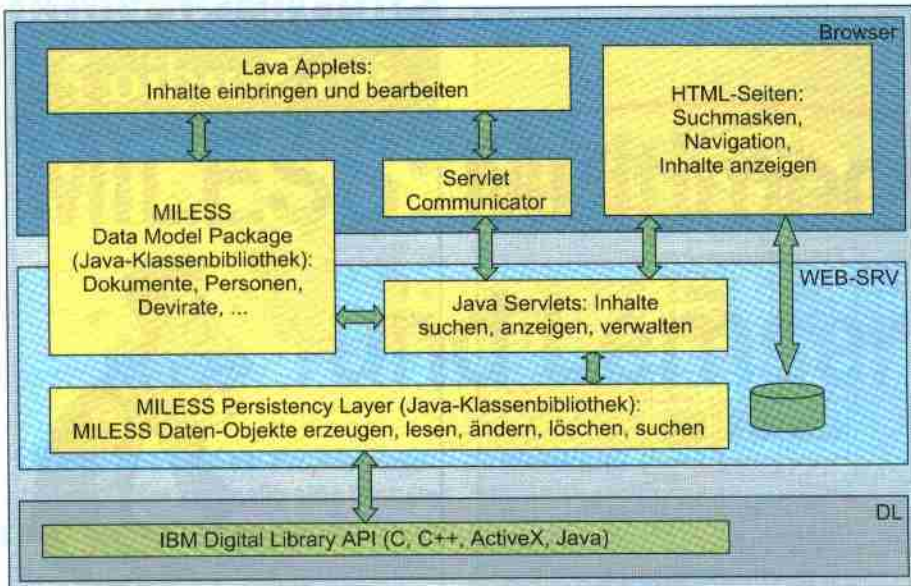 Browser
Lava Applets:
Inhalte einbringen und bearbeiten
HTML-Seiten:
Suchmasken,
Navigation,
Inhalte anzeigen
Servlet
Communicator
MILESS
Data Model Package
(Java-Klassenbibliothek):
Dokumente, Personen,
Devirate, ...
WEB-SRV
Java Servlets: Inhalte
suchen, anzeigen, verwalten
MILESS Persistency Layer (Java-Klassenbibliothek):
MILESS Daten-Objekte erzeugen, lesen, ändern, löschen, suchen
DL
IBM Digital Library API (C, C++, ActiveX, Java)